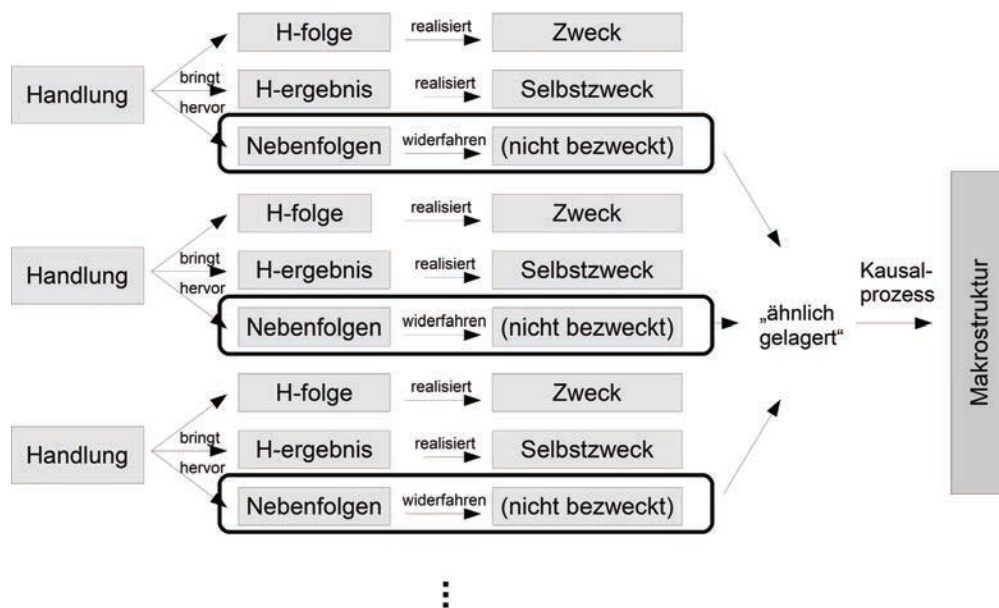 H-folge realisiert Zweck
Handlung bringt hervor H-ergebnis realisiert Selbstzweck
Nebenfolgen widerfahren (nicht bezweckt)
H-folge realisiert Zweck
Handlung bringt hervor H-ergebnis realisiert Selbstzweck
Nebenfolgen widerfahren (nicht bezweckt)
H-folge realisiert Zweck
Handlung bringt hervor H-ergebnis realisiert Selbstzweck
Nebenfolgen widerfahren (nicht bezweckt)
„ähnlich
gelagert“
Kausal-
prozess
Makrostruktur